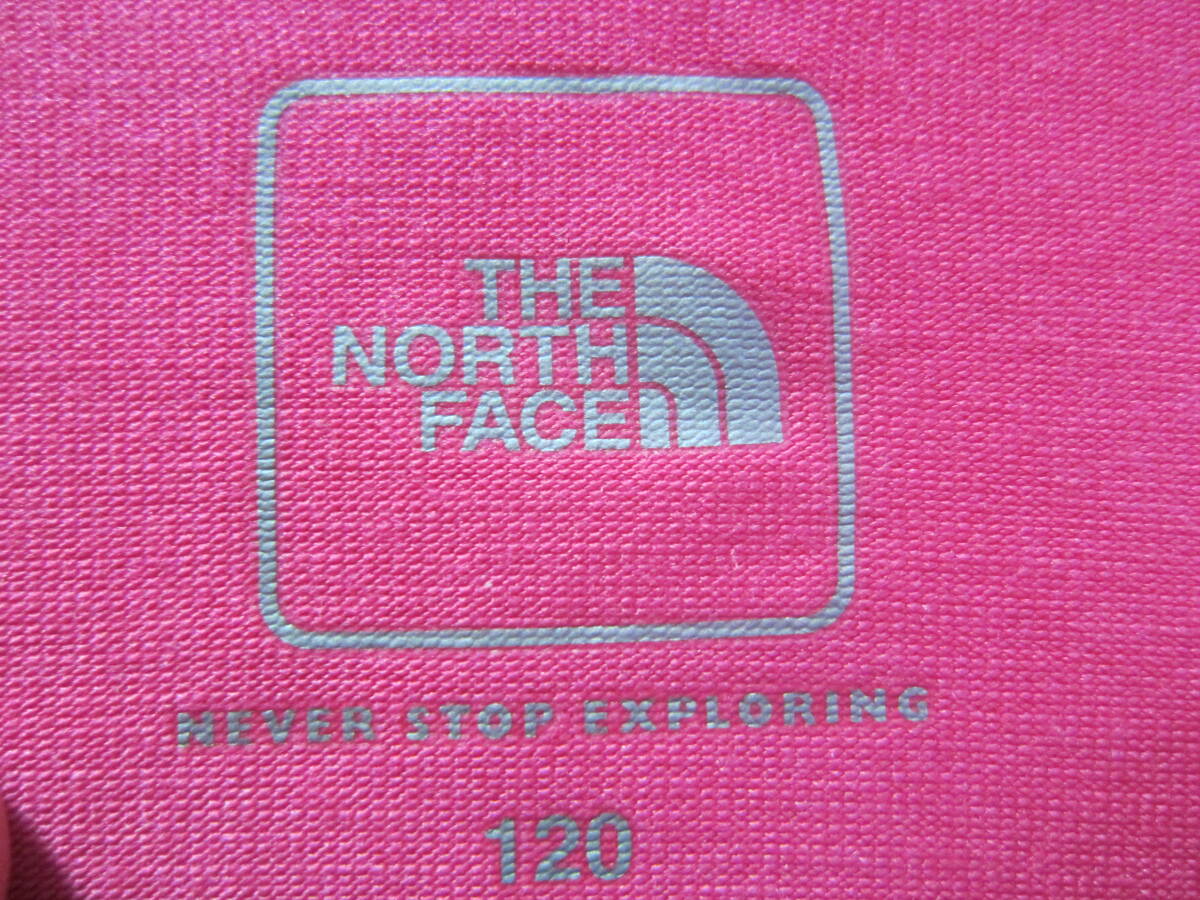 THE
NORTH
FACE
NEVER STOP EXPLORING
120